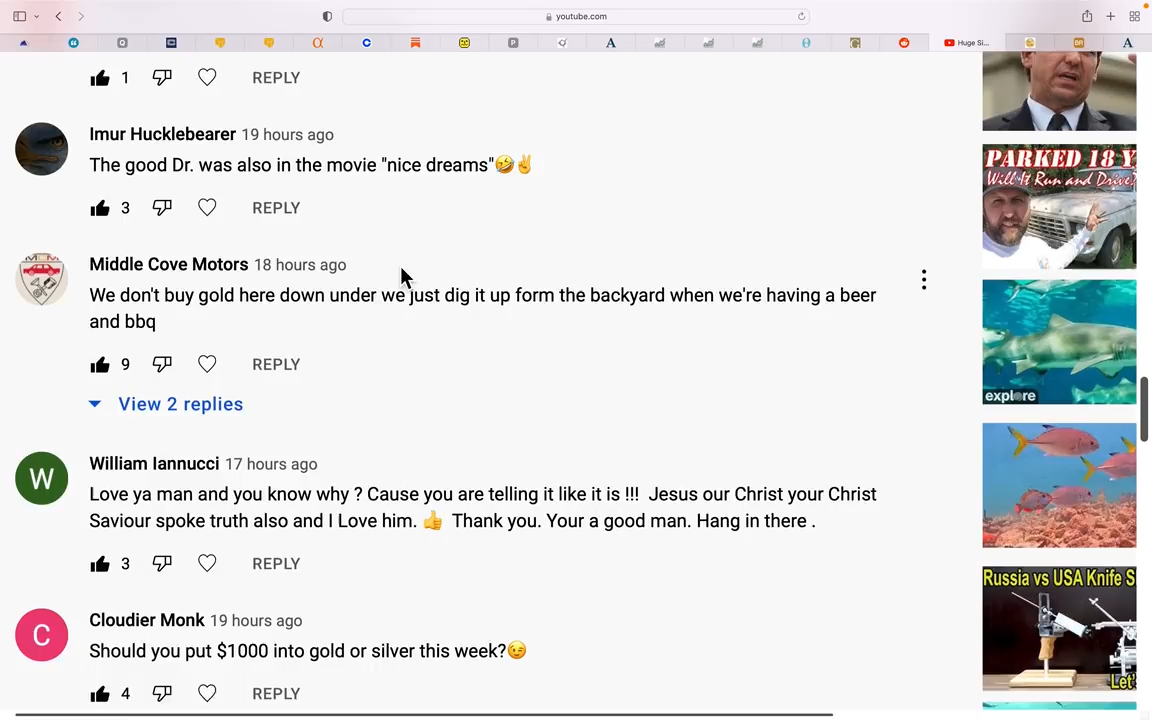 youtube.com
Huge Si...
1
REPLY
Imur Hucklebearer 19 hours ago
The good Dr. was also in the movie "nice dreams"🤣✌
3
REPLY
Middle Cove Motors 18 hours ago
We don't buy gold here down under we just dig it up form the backyard when we're having a beer
and bbq
9
REPLY
View 2 replies
W
William Iannucci 17 hours ago
Love ya man and you know why ? Cause you are telling it like it is !!! Jesus our Christ your Christ
Saviour spoke truth also and I Love him. 👍 Thank you. Your a good man. Hang in there .
3
REPLY
C
Cloudier Monk 19 hours ago
Should you put $1000 into gold or silver this week?😉
4
REPLY
PARKED 18 Y
Will It Run and Drive?
explore
Russia vs USA Knife S
Let'